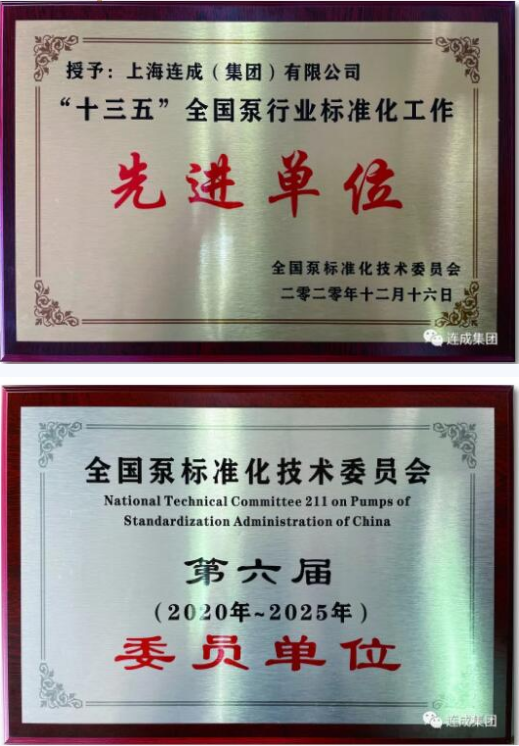 授予：上海连成（集团）有限公司
“十三五”全国泵行业标准化工作
先进单位
全国泵标准化技术委员会
二零二零年十二月十六日
连成集团
全国泵标准化技术委员会
National Technical Committee 211 on Pumps of
Standardization Administration of China
第六届
（2020年~2025年）
委员单位
连成集团